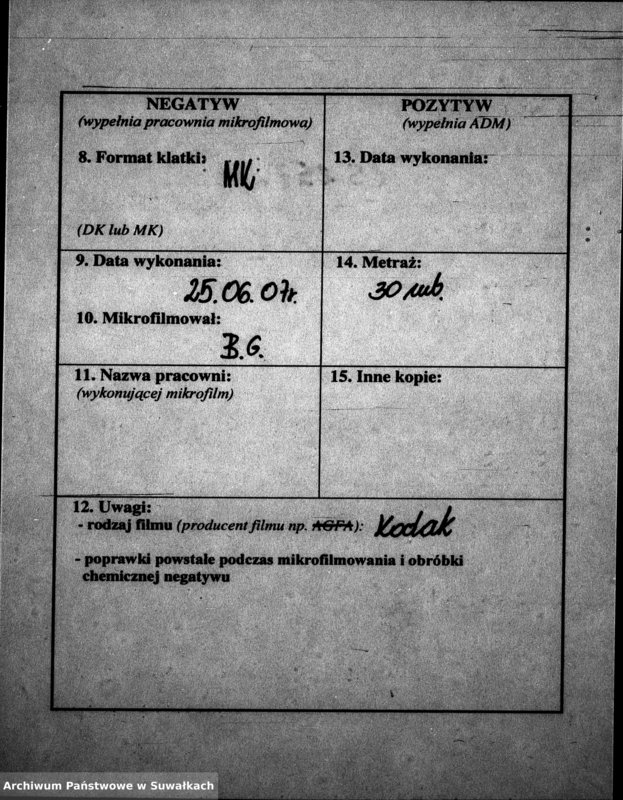 NEGATYW
(wypełnia pracownia mikrofilmowa)
8. Format klatki:
MK
(DK lub MK)
9. Data wykonania:
25.06.07r.
10. Mikrofilmował:
B.G.
11. Nazwa pracowni:
(wykonującej mikrofilm)
POZYTYW
(wypełnia ADM)
13. Data wykonania:
14. Metraż:
30 mb.
15. Inne kopie:
12. Uwagi:
- rodzaj filmu (producent filmu np. AGFA): Kodak
- poprawki powstałe podczas mikrofilmowania i obróbki
chemicznej negatywu
Archiwum Państwowe w Suwałkach